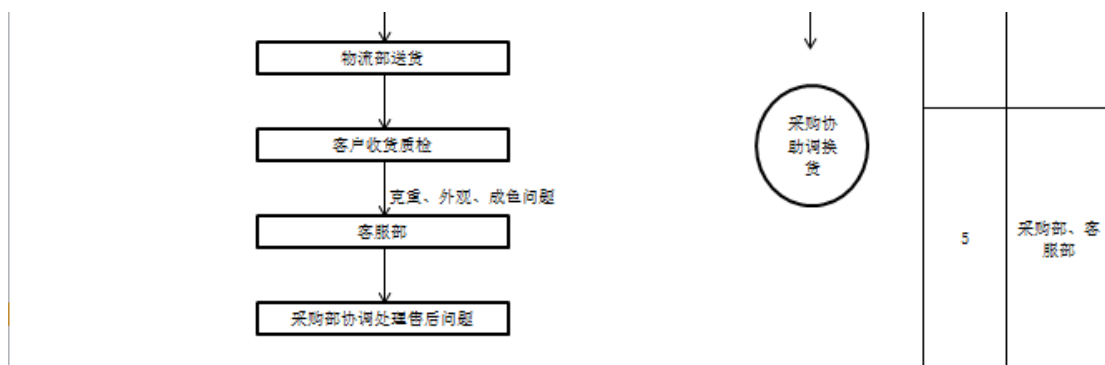 物流部送货
客户收货质检
克重、外观、成色问题
客服部
采购部协调处理售后问题
采购协
助调换
货
5
采购部、客
服部